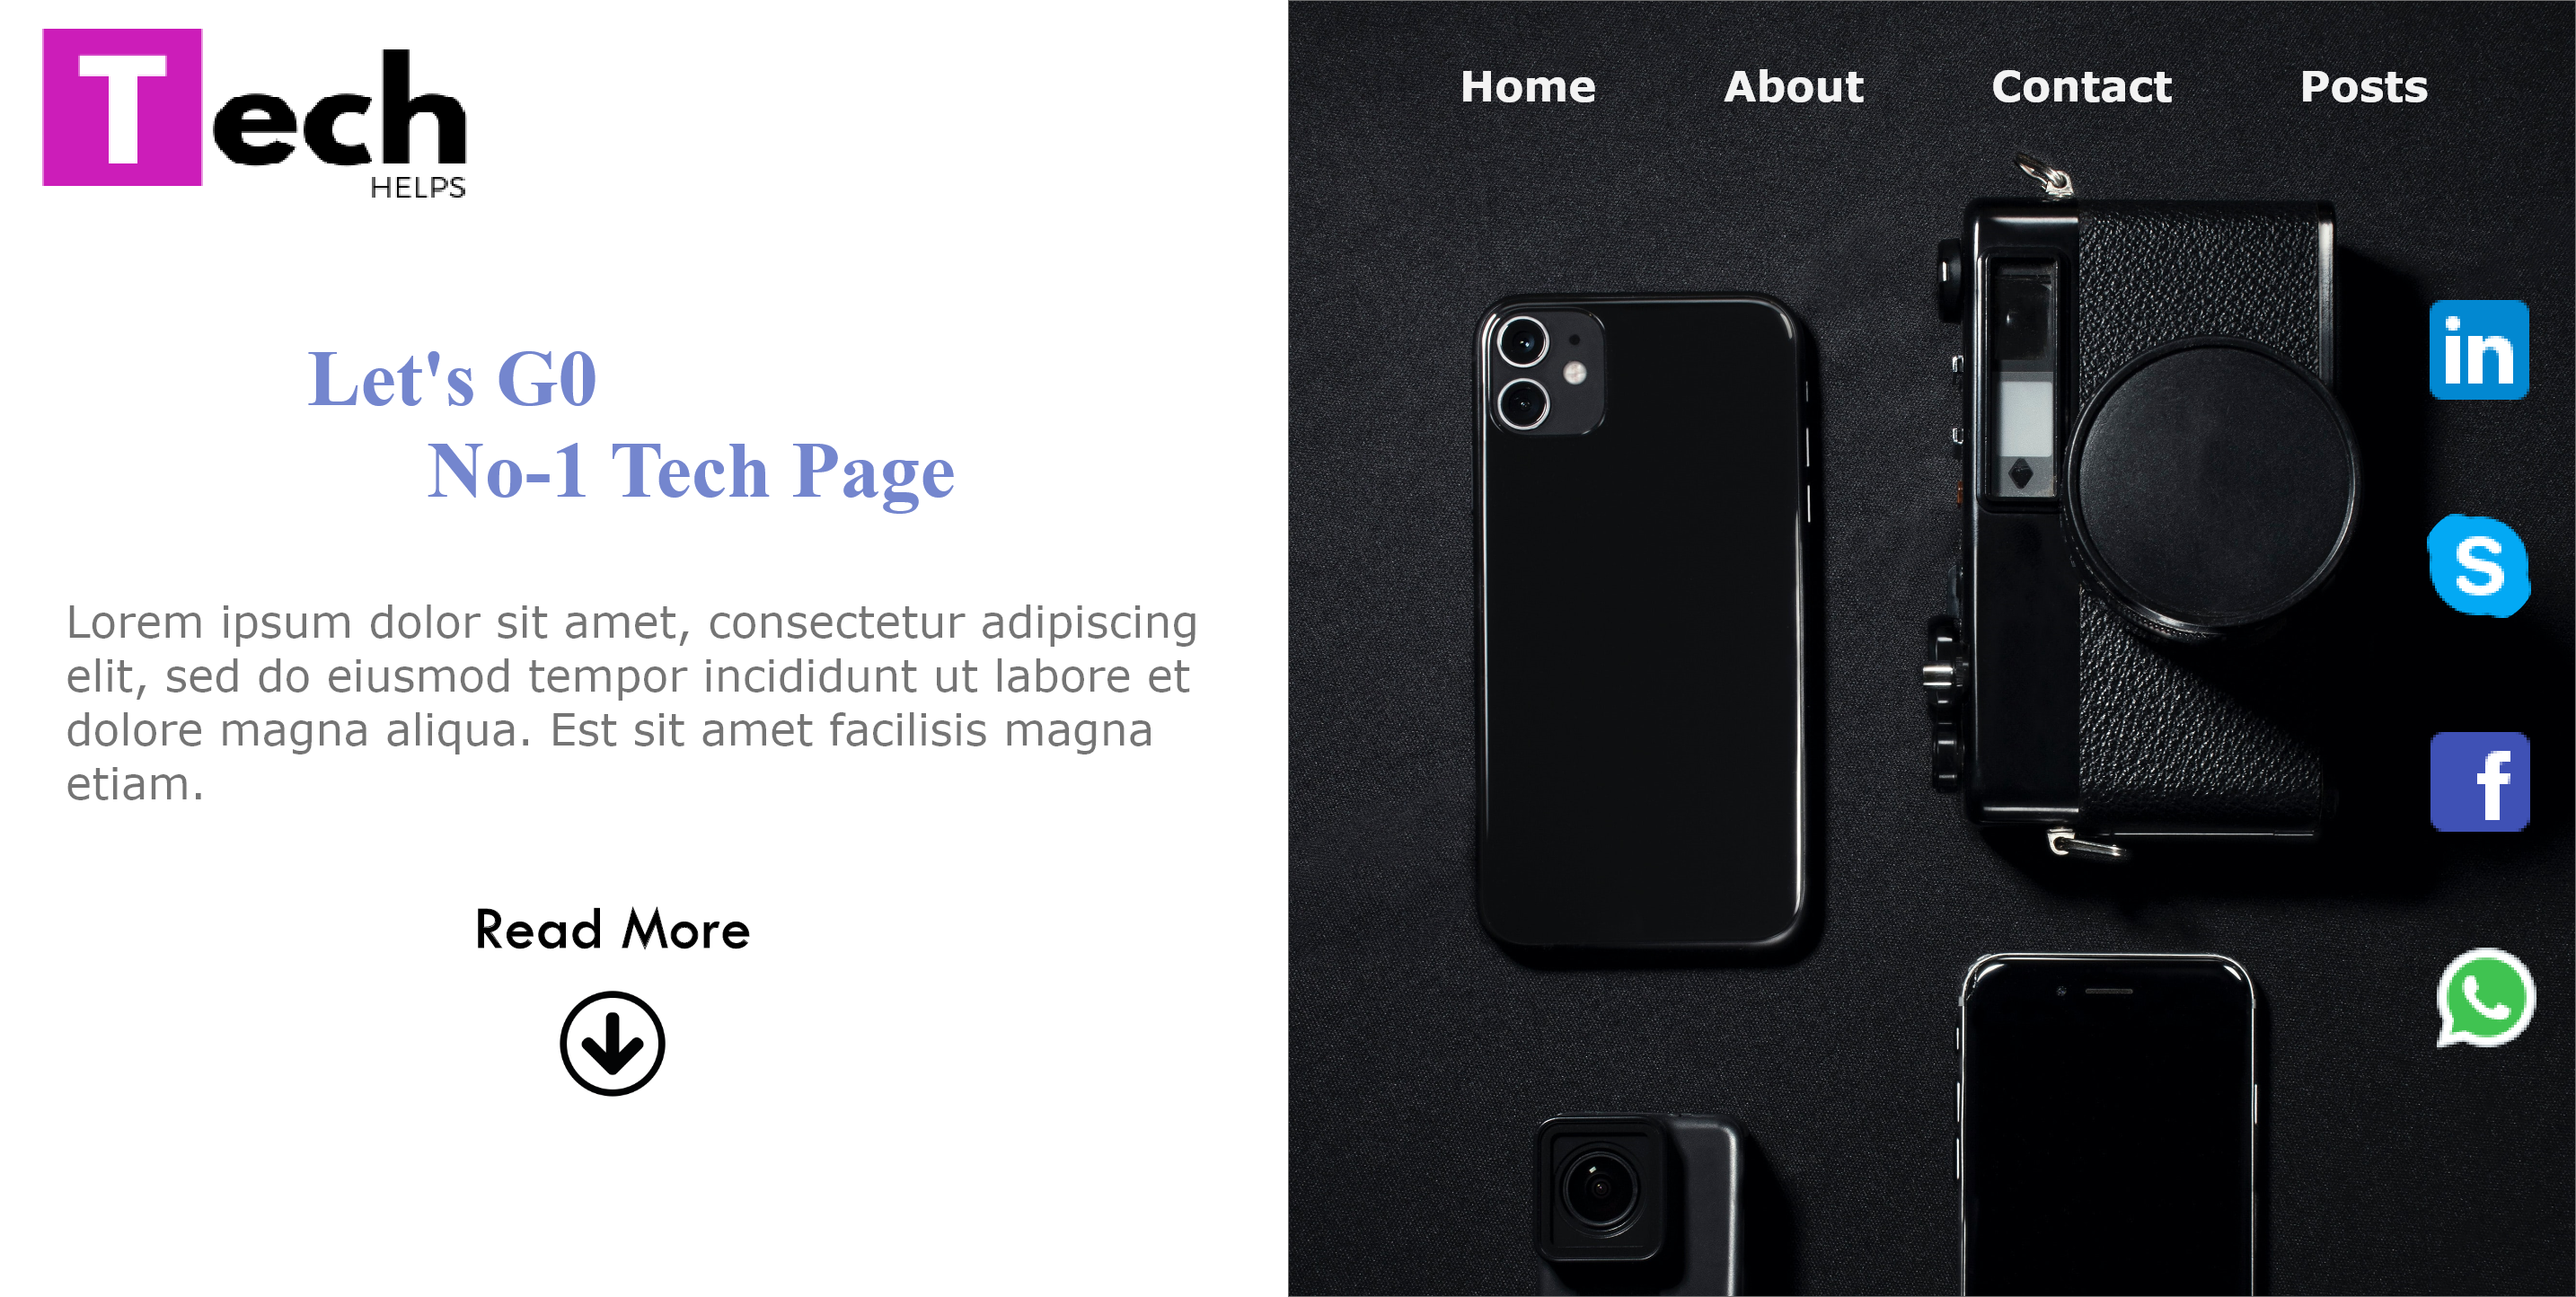 Tech
HELPS
Home About Contact Posts
Let's G0
No-1 Tech Page
Lorem ipsum dolor sit amet, consectetur adipiscing
elit, sed do eiusmod tempor incididunt ut labore et
dolore magna aliqua. Est sit amet facilisis magna
etiam.
Read More
in
S
f